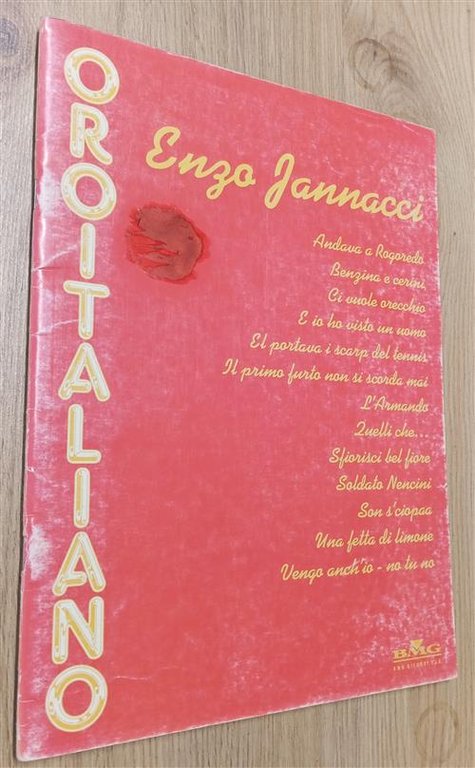 OROITALIANO
Enzo Jannacci
Andava a Rogoredo
Benzina e cerini
Ci vuole orecchio
E io ho visto un uomo
El portava i scarp del tennis
Il primo furto non si scorda mai
L'Armando
Quelli che...
Sfiorisci bel fiore
Soldato Nencini
Son s'ciopaa
Una fetta di limone
Vengo anch'io - no tu no
BMG
BMG RICORDI S.p.A.